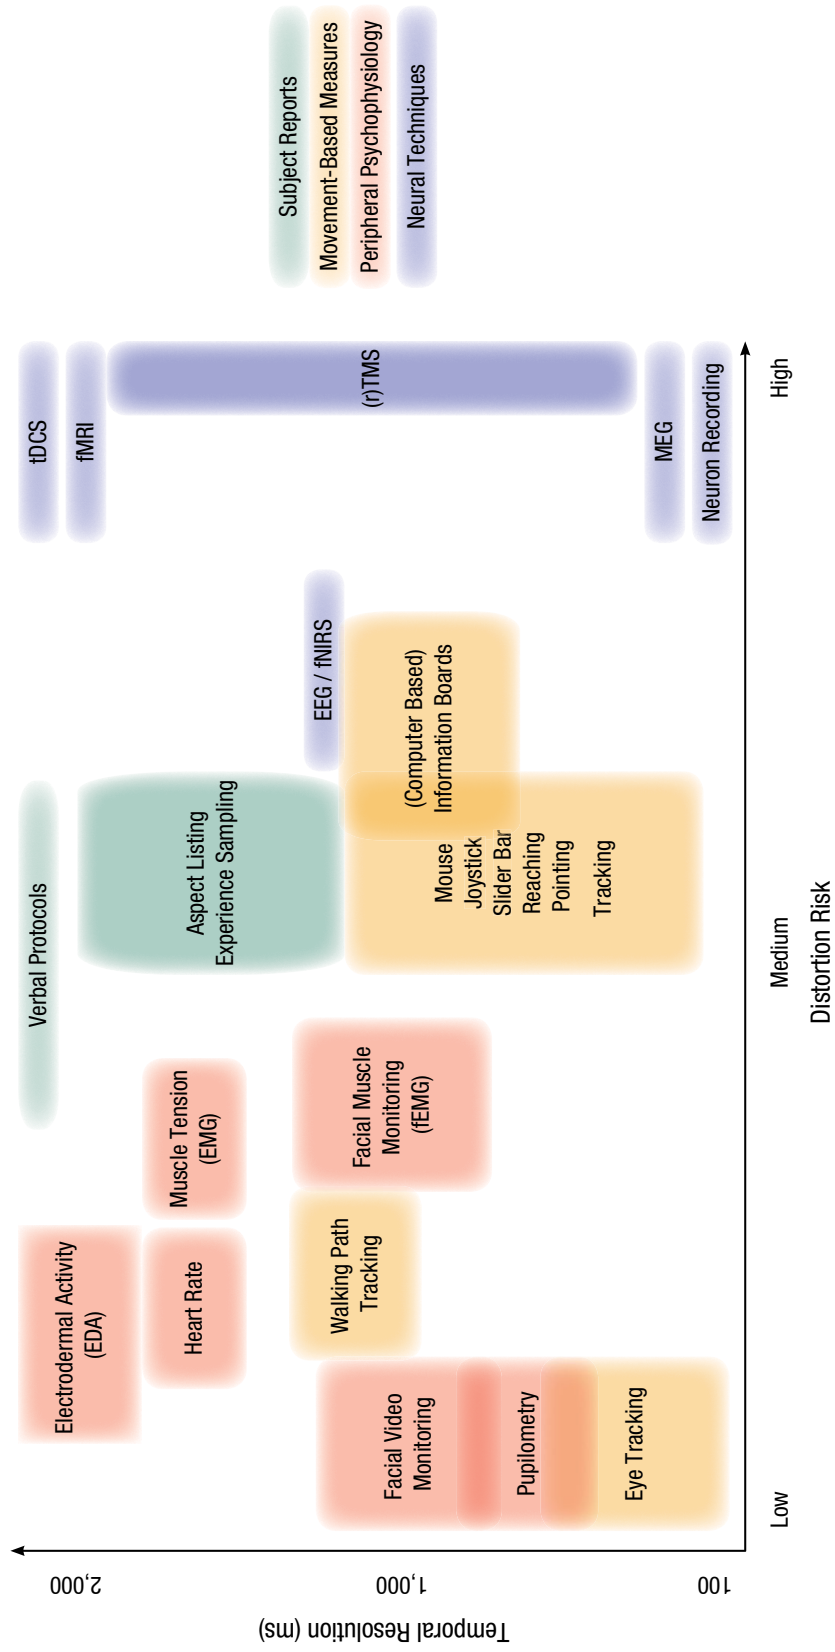 2,000
1,000
100
Temporal Resolution (ms)
Electrodermal Activity
(EDA)
Heart Rate
Muscle Tension
(EMG)
Verbal Protocols
Aspect Listing
Experience Sampling
Walking Path
Tracking
Facial Muscle
Monitoring
(fEMG)
Facial Video
Monitoring
Pupilometry
Eye Tracking
Mouse
Joystick
Slider Bar
Reaching
Pointing
Tracking
(Computer Based)
Information Boards
EEG / fNIRS
tDCS
fMRI
(r)TMS
MEG
Neuron Recording
Low
Medium
High
Distortion Risk
Subject Reports
Movement-Based Measures
Peripheral Psychophysiology
Neural Techniques